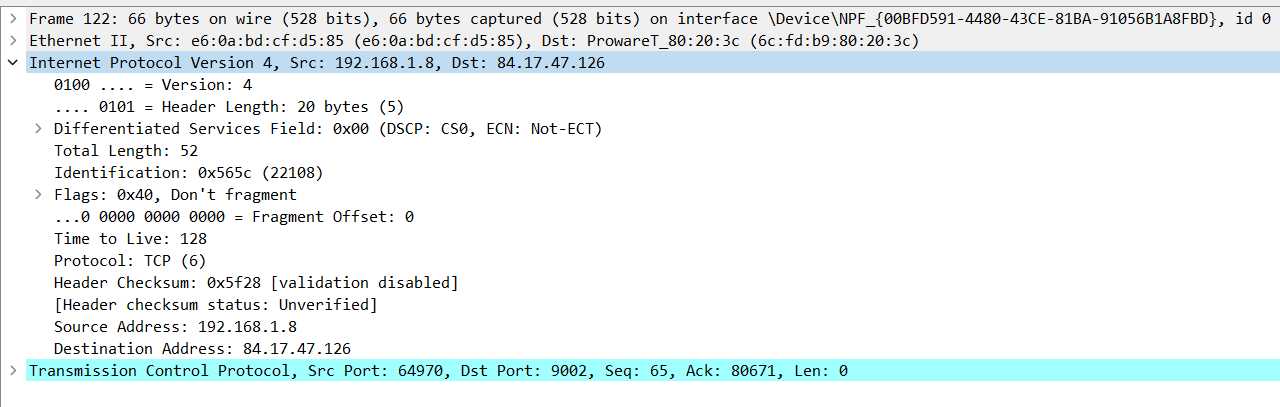 Frame 122: 66 bytes on wire (528 bits), 66 bytes captured (528 bits) on interface \Device\NPF_{00BFD591-4480-43CE-81BA-91056B1A8FBD}, id 0
Ethernet II, Src: e6:0a:bd:cf:d5:85 (e6:0a:bd:cf:d5:85), Dst: ProwareT_80:20:3c (6c:fd:b9:80:20:3c)
Internet Protocol Version 4, Src: 192.168.1.8, Dst: 84.17.47.126
0100 .... = Version: 4
.... 0101 = Header Length: 20 bytes (5)
Differentiated Services Field: 0x00 (DSCP: CS0, ECN: Not-ECT)
Total Length: 52
Identification: 0x565c (22108)
Flags: 0x40, Don't fragment
...0 0000 0000 0000 = Fragment Offset: 0
Time to Live: 128
Protocol: TCP (6)
Header Checksum: 0x5f28 [validation disabled]
[Header checksum status: Unverified]
Source Address: 192.168.1.8
Destination Address: 84.17.47.126
Transmission Control Protocol, Src Port: 64970, Dst Port: 9002, Seq: 65, Ack: 80671, Len: 0